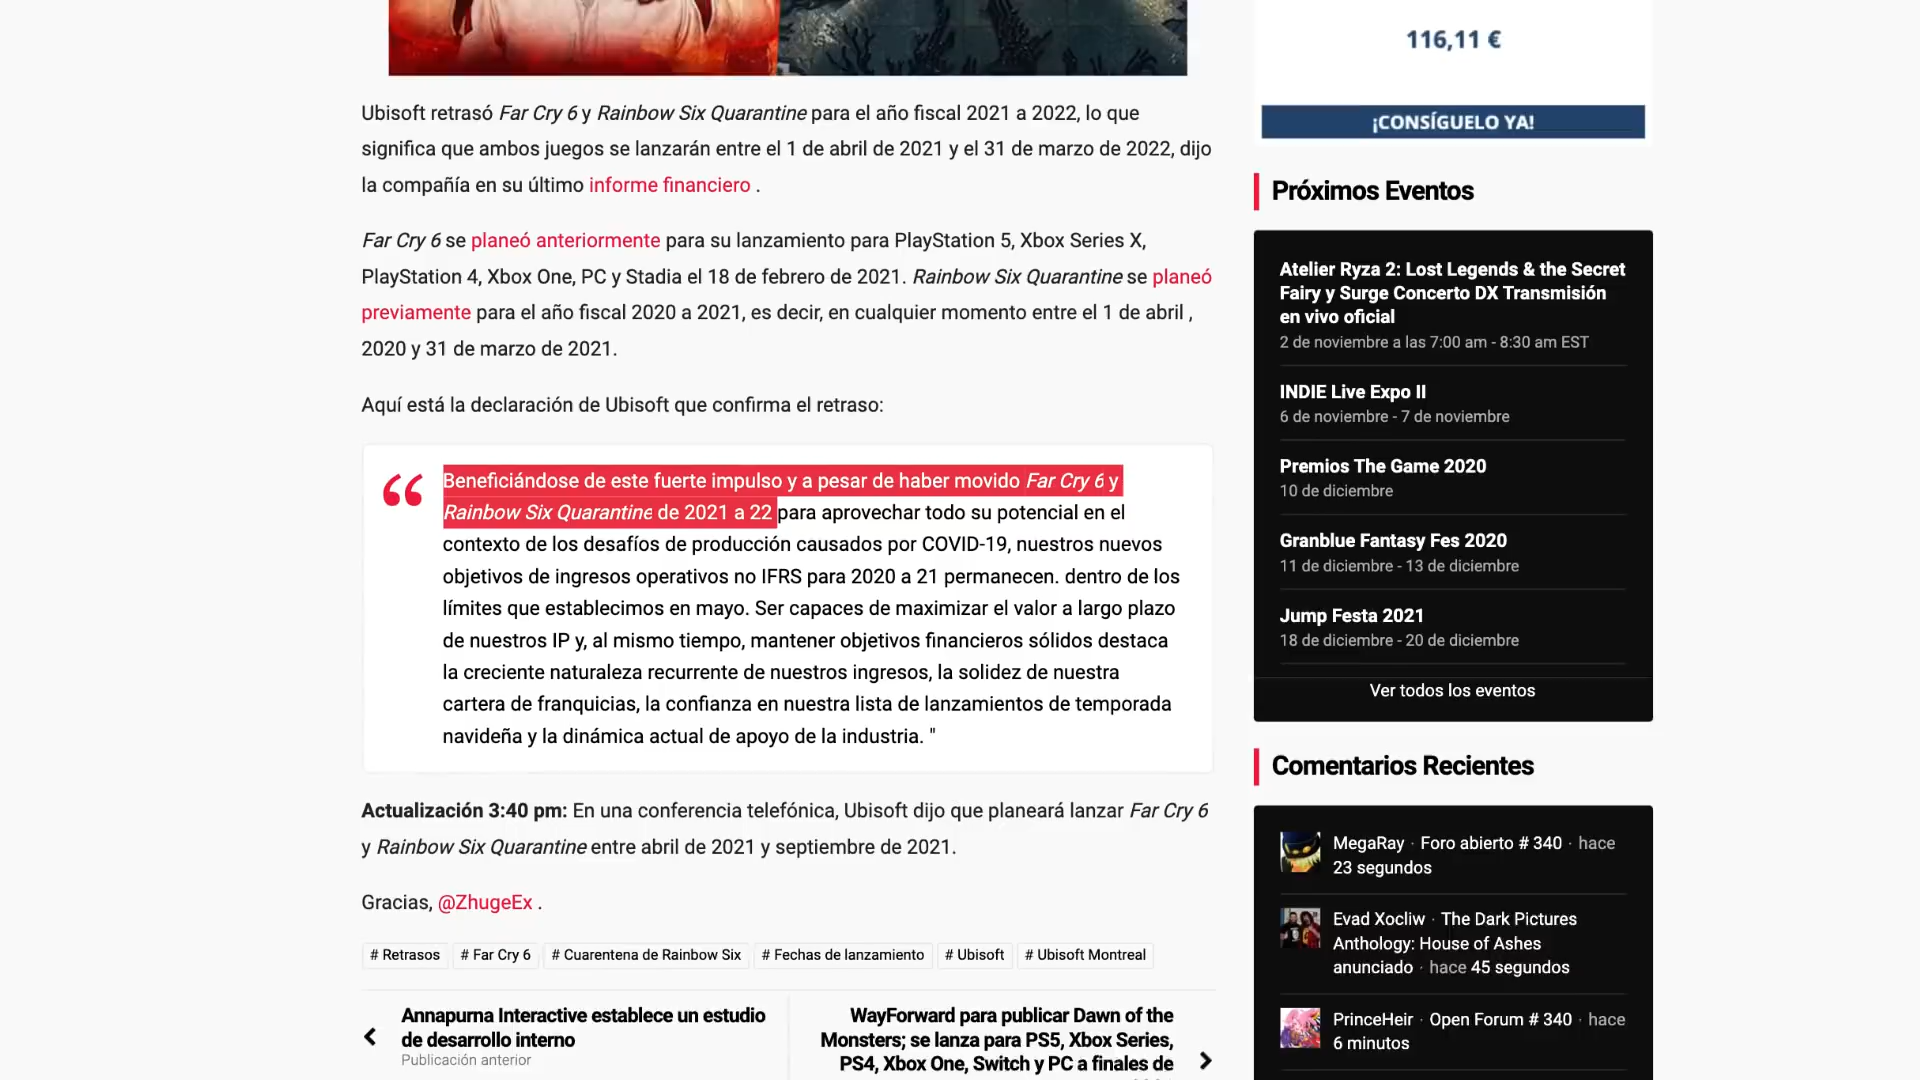 Ubisoft retrasó Far Cry 6 y Rainbow Six Quarantine para el año fiscal 2021 a 2022, lo que
significa que ambos juegos se lanzarán entre el 1 de abril de 2021 y el 31 de marzo de 2022, dijo
la compañía en su último informe financiero .
Far Cry 6 se planeó anteriormente para su lanzamiento para PlayStation 5, Xbox Series X,
PlayStation 4, Xbox One, PC y Stadia el 18 de febrero de 2021. Rainbow Six Quarantine se planeó
previamente para el año fiscal 2020 a 2021, es decir, en cualquier momento entre el 1 de abril ,
2020 y 31 de marzo de 2021.
Aquí está la declaración de Ubisoft que confirma el retraso:
“ Beneficiándose de este fuerte impulso y a pesar de haber movido Far Cry 6 y
Rainbow Six Quarantine de 2021 a 22 para aprovechar todo su potencial en el
contexto de los desafíos de producción causados por COVID-19, nuestros nuevos
objetivos de ingresos operativos no IFRS para 2020 a 21 permanecen. dentro de los
límites que establecimos en mayo. Ser capaces de maximizar el valor a largo plazo
de nuestros IP y, al mismo tiempo, mantener objetivos financieros sólidos destaca
la creciente naturaleza recurrente de nuestros ingresos, la solidez de nuestra
cartera de franquicias, la confianza en nuestra lista de lanzamientos de temporada
navideña y la dinámica actual de apoyo de la industria. "
Actualización 3:40 pm: En una conferencia telefónica, Ubisoft dijo que planeará lanzar Far Cry 6
y Rainbow Six Quarantine entre abril de 2021 y septiembre de 2021.
Gracias, @ZhugeEx .
# Retrasos # Far Cry 6 # Cuarentena de Rainbow Six # Fechas de lanzamiento # Ubisoft # Ubisoft Montreal
Annapurna Interactive establece un estudio
de desarrollo interno
Publicación anterior
WayForward para publicar Dawn of the
Monsters; se lanza para PS5, Xbox Series,
PS4, Xbox One, Switch y PC a finales de
116,11 €
¡CONSÍGUELO YA!
Próximos Eventos
Atelier Ryza 2: Lost Legends & the Secret
Fairy y Surge Concerto DX Transmisión
en vivo oficial
2 de noviembre a las 7:00 am - 8:30 am EST
INDIE Live Expo II
6 de noviembre - 7 de noviembre
Premios The Game 2020
10 de diciembre
Granblue Fantasy Fes 2020
11 de diciembre - 13 de diciembre
Jump Festa 2021
18 de diciembre - 20 de diciembre
Ver todos los eventos
Comentarios Recientes
MegaRay · Foro abierto # 340 · hace
23 segundos
Evad Xocliw · The Dark Pictures
Anthology: House of Ashes
anunciado · hace 45 segundos
PrinceHeir · Open Forum # 340 · hace
6 minutos